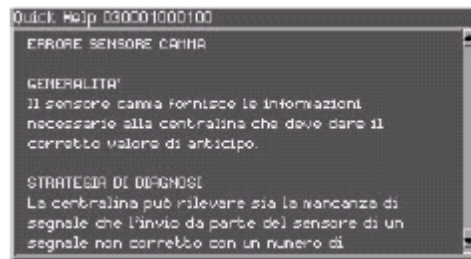 Quick Help 030001000100
ERRORE SENSORE CAMMA
GENERALITA'
Il sensore camma fornisce le informazioni
necessarie alla centralina che deve dare il
corretto valore di anticipo.
STRATEGIA DI DIAGNOSI
La centralina può rilevare sia la mancanza di
segnale che l'invio da parte del sensore di un
segnale non corretto con un numero di